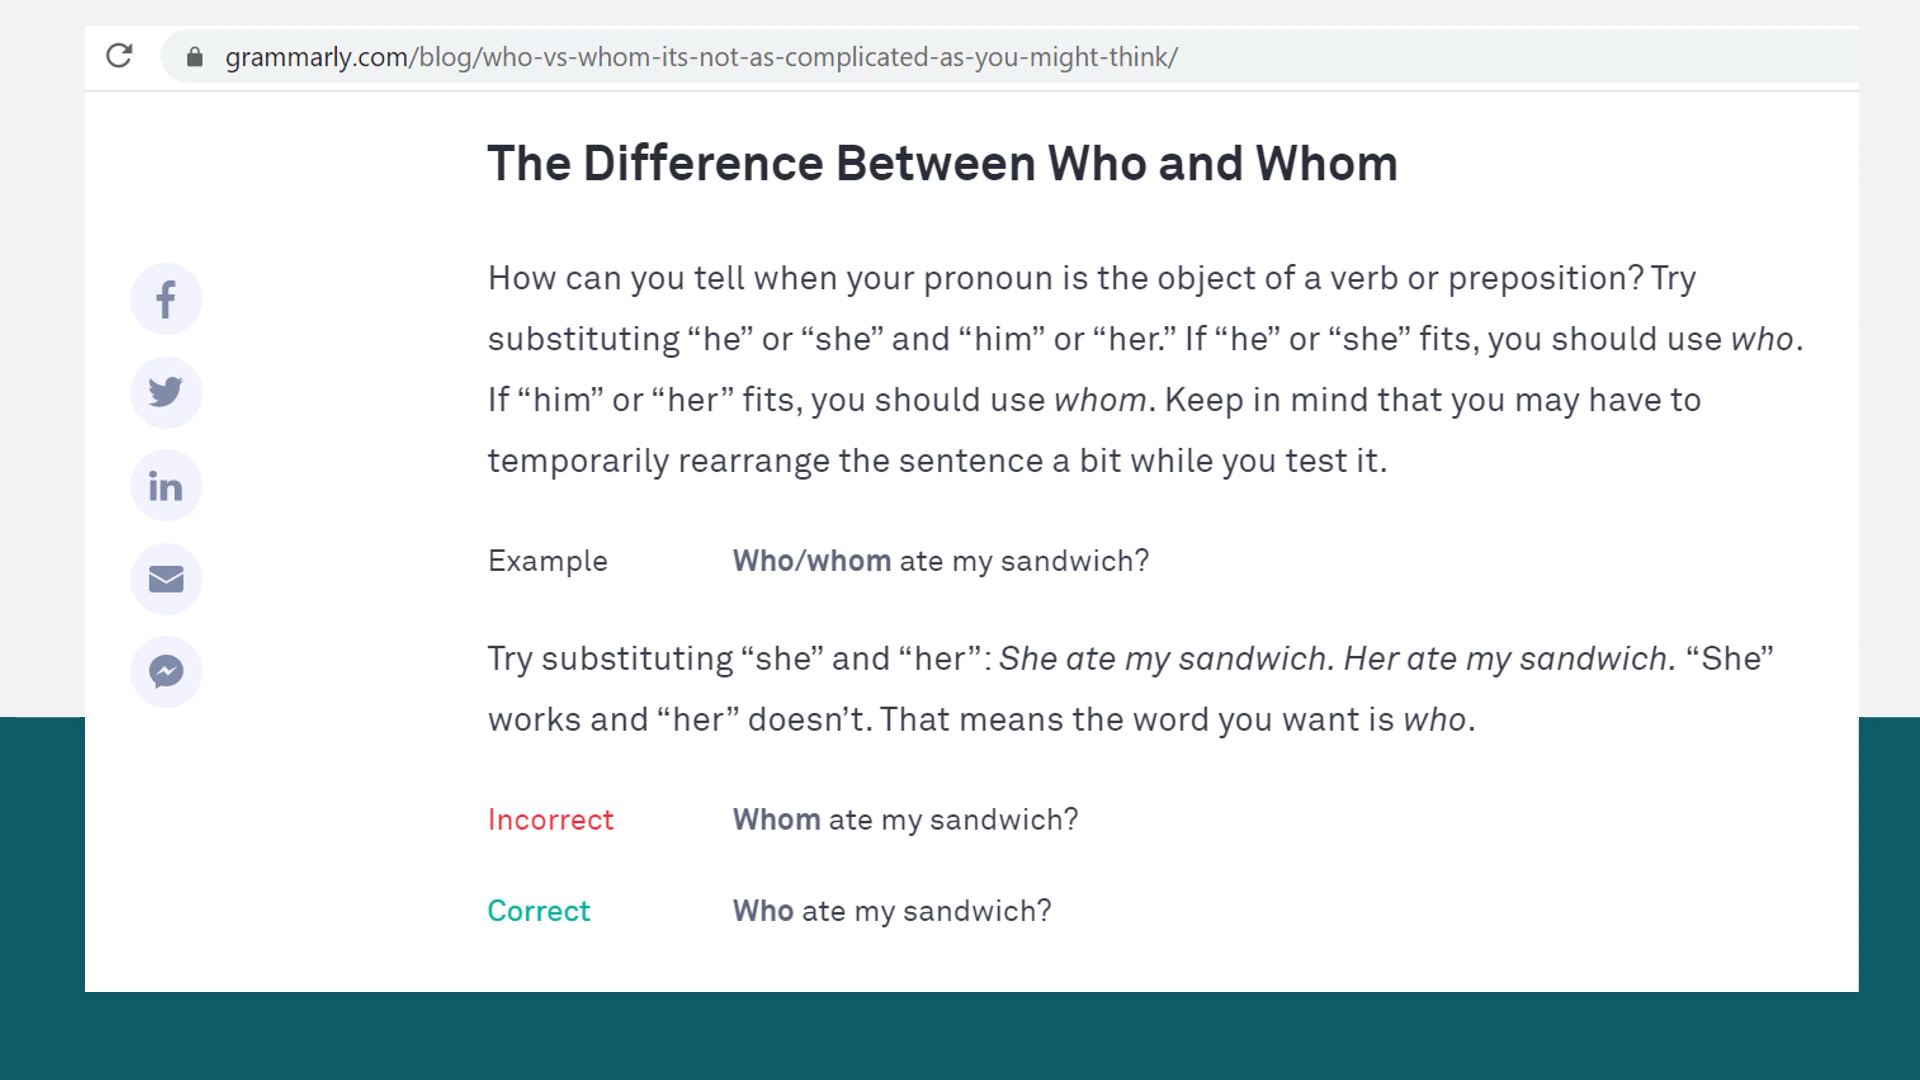 grammarly.com/blog/who-vs-whom-its-not-as-complicated-as-you-might-think/
The Difference Between Who and Whom
How can you tell when your pronoun is the object of a verb or preposition? Try
substituting “he” or “she” and “him” or “her.” If “he” or “she” fits, you should use who.
If “him” or “her” fits, you should use whom. Keep in mind that you may have to
temporarily rearrange the sentence a bit while you test it.
Example Who/whom ate my sandwich?
Try substituting “she” and “her”: She ate my sandwich. Her ate my sandwich. “She”
works and “her” doesn’t. That means the word you want is who.
Incorrect Whom ate my sandwich?
Correct Who ate my sandwich?